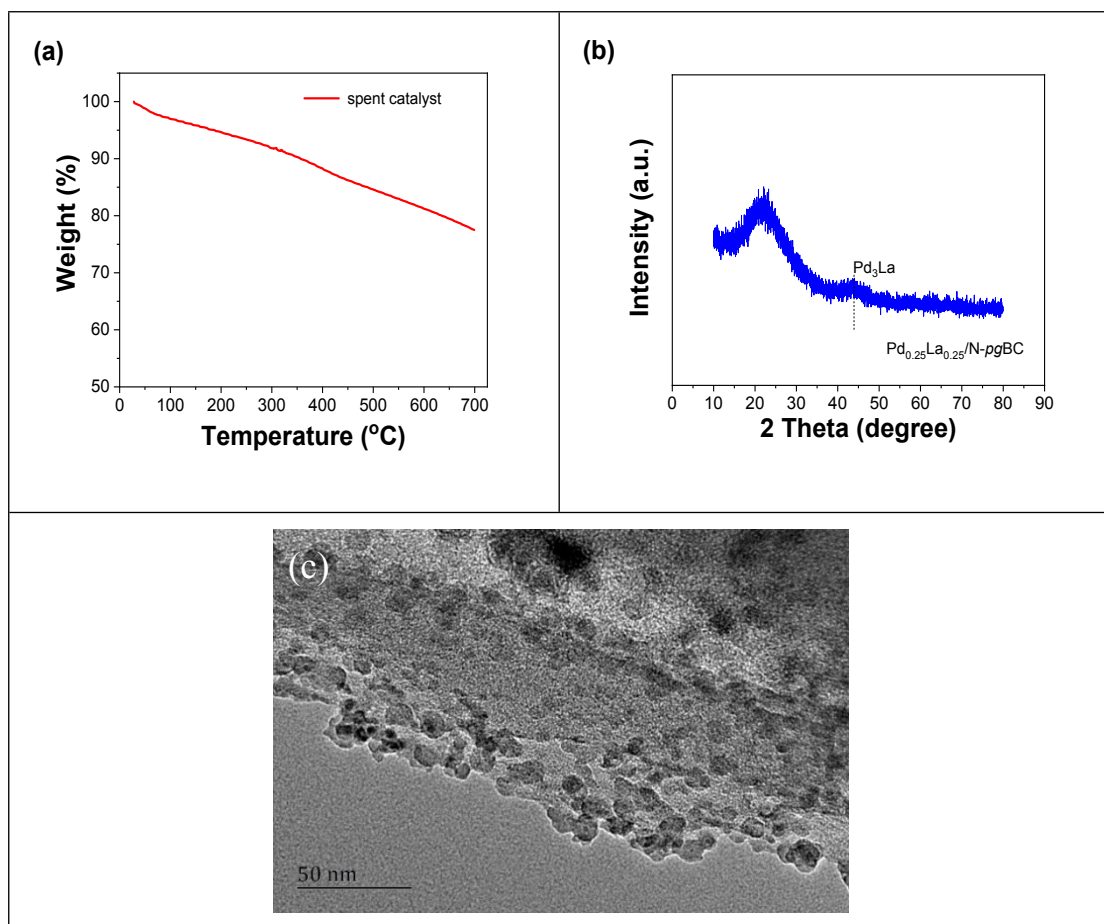 (a)
spent catalyst
100
90
80
70
60
50
0 100 200 300 400 500 600 700
Weight (%)
Temperature (°C)
(b)
Pd₃La
Pd₀.₂₅La₀.₂₅/N-pgBC
0 10 20 30 40 50 60 70 80 90
Intensity (a.u.)
2 Theta (degree)
(c)
50 nm